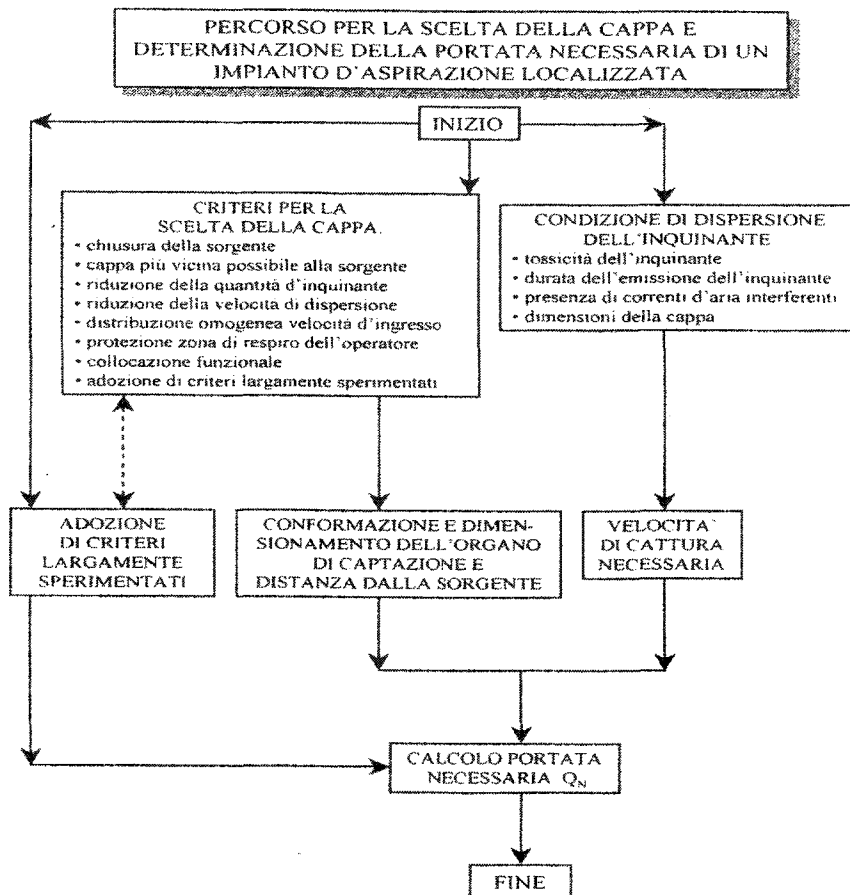 PERCORSO PER LA SCELTA DELLA CAPPA E
DETERMINAZIONE DELLA PORTATA NECESSARIA DI UN
IMPIANTO D'ASPIRAZIONE LOCALIZZATA
INIZIO
CRITERI PER LA
SCELTA DELLA CAPPA.
• chiusura della sorgente
• cappa più vicina possibile alla sorgente
• riduzione della quantità d'inquinante
• riduzione della velocità di dispersione
• distribuzione omogenea velocità d'ingresso
• protezione zona di respiro dell'operatore
• collocazione funzionale
• adozione di criteri largamente sperimentati
CONDIZIONE DI DISPERSIONE
DELL'INQUINANTE
• tossicità dell'inquinante
• durata dell'emissione dell'inquinante
• presenza di correnti d'aria interferenti
• dimensioni della cappa
ADOZIONE
DI CRITERI
LARGAMENTE
SPERIMENTATI
CONFORMAZIONE E DIMEN-
SIONAMENTO DELL'ORGANO
DI CAPTAZIONE E
DISTANZA DALLA SORGENTE
VELOCITA`
DI CATTURA
NECESSARIA
CALCOLO PORTATA
NECESSARIA Q_N
FINE